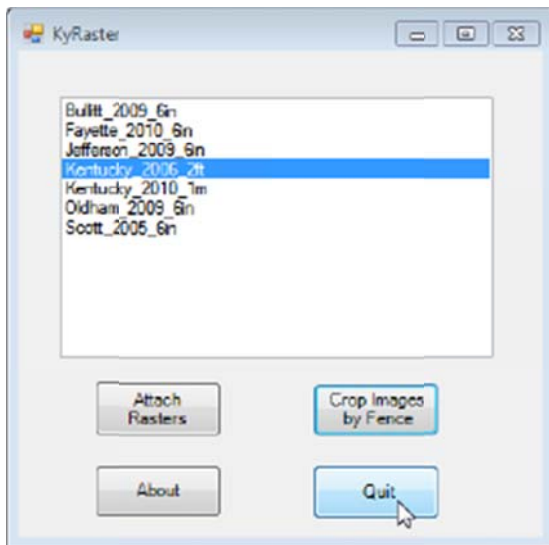 KyRaster
Bullitt_2009_6in
Fayette_2010_6in
Jefferson_2009_6in
Kentucky_2006_2ft
Kentucky_2010_1m
Oldham_2009_6in
Scott_2005_6in
Attach
Rasters
Crop Images
by Fence
About
Quit